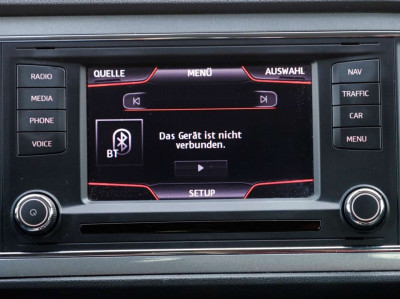 RADIO
MEDIA
PHONE
VOICE
QUELLE
MENÜ
AUSWAHL
BT
Das Gerät ist nicht
verbunden.
SETUP
NAV
TRAFFIC
CAR
MENU